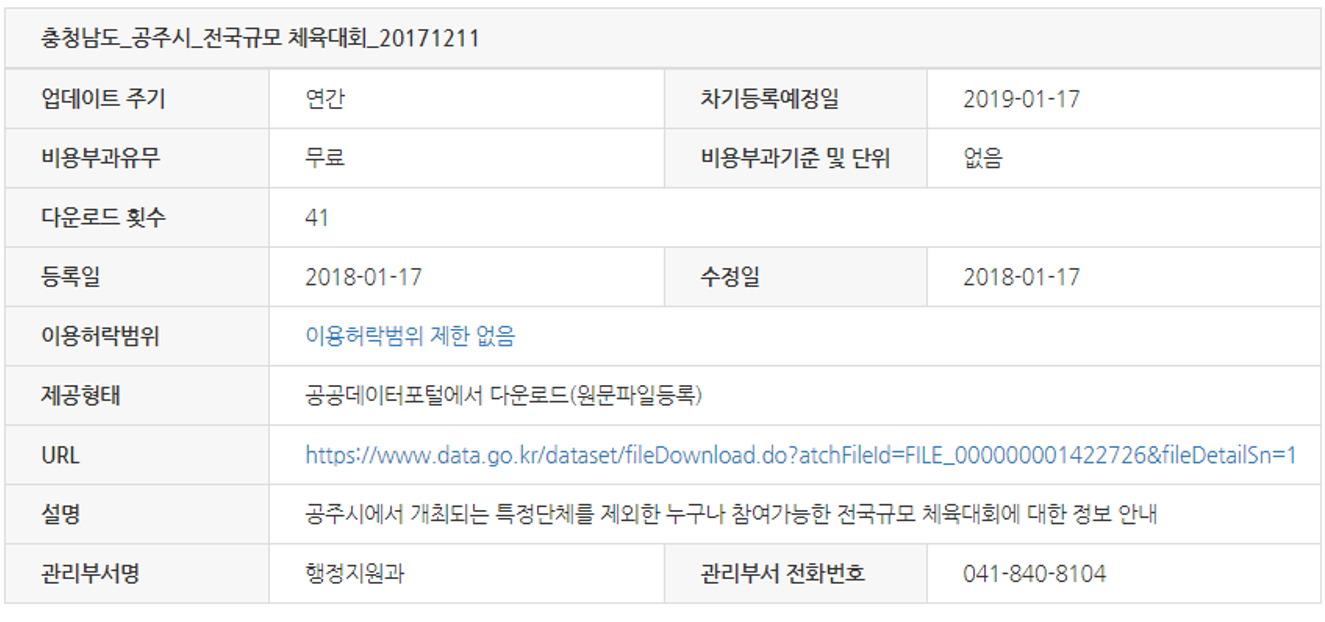 충청남도_공주시_전국규모 체육대회_20171211
업데이트 주기 연간 차기등록예정일 2019-01-17
비용부과유무 무료 비용부과기준 및 단위 없음
다운로드 횟수 41
등록일 2018-01-17 수정일 2018-01-17
이용허락범위 이용허락범위 제한 없음
제공형태 공공데이터포털에서 다운로드(원문파일등록)
URL https://www.data.go.kr/dataset/fileDownload.do?atchFileId=FILE_000000001422726&fileDetailSn=1
설명 공주시에서 개최되는 특정단체를 제외한 누구나 참여가능한 전국규모 체육대회에 대한 정보 안내
관리부서명 행정지원과 관리부서 전화번호 041-840-8104